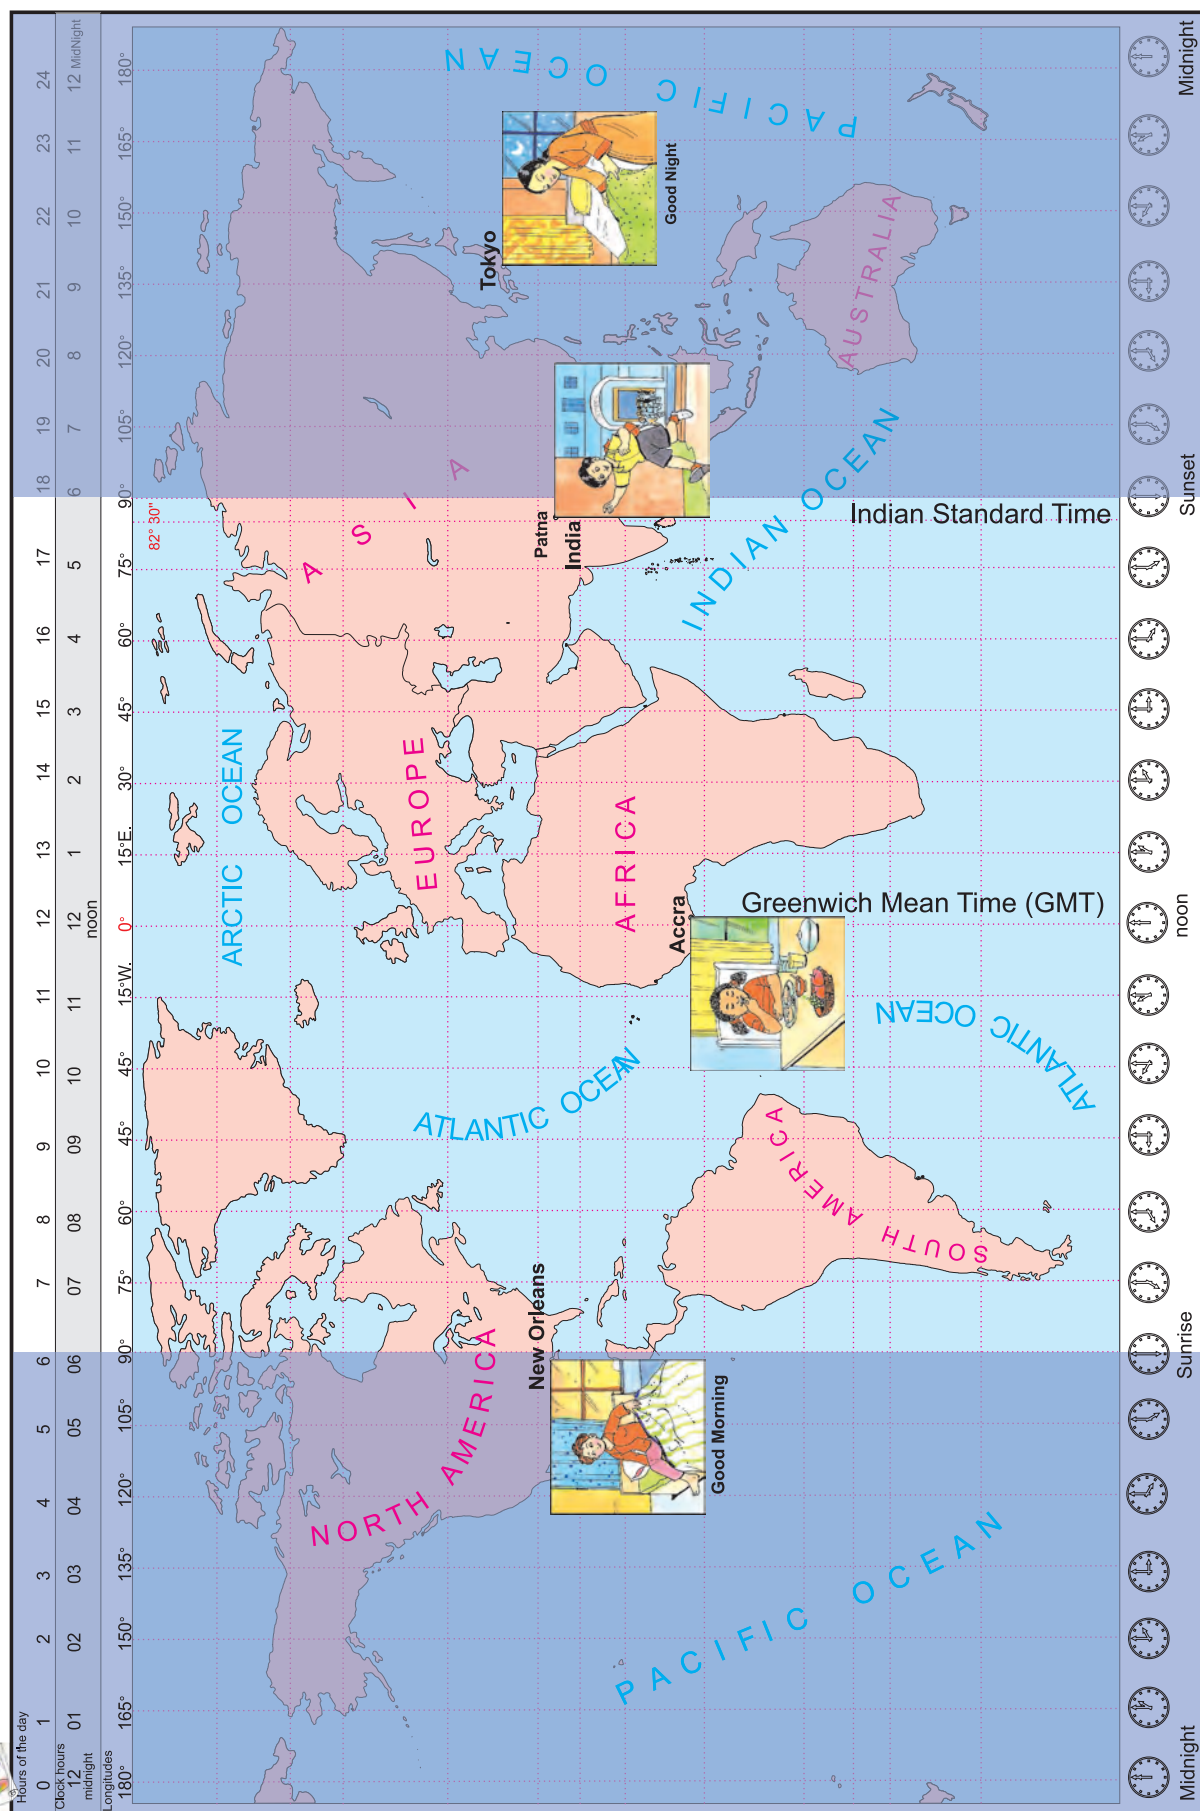 Hours of the day
0 1 2 3 4 5 6 7 8 9 10 11 12 13 14 15 16 17 18 19 20 21 22 23 24
Clock hours
12 01 02 03 04 05 06 07 08 09 10 11 12 1 2 3 4 5 6 7 8 9 10 11 12 MidNight
midnight
noon
Longitudes
180° 165° 150° 135° 120° 105° 90° 75° 60° 45° 45° 15°W. 0° 15°E. 30° 45° 60° 75° 90° 105° 120° 135° 150° 165° 180°
82° 30"
ARCTIC OCEAN
NORTH AMERICA
EUROPE
ASIA
PACIFIC OCEAN
ATLANTIC OCEAN
New Orleans
Good Morning
Patna
India
Tokyo
Good Night
AFRICA
Accra
PACIFIC OCEAN
SOUTH AMERICA
ATLANTIC OCEAN
INDIAN OCEAN
AUSTRALIA
Greenwich Mean Time (GMT)
Indian Standard Time
Midnight Sunrise noon Sunset Midnight